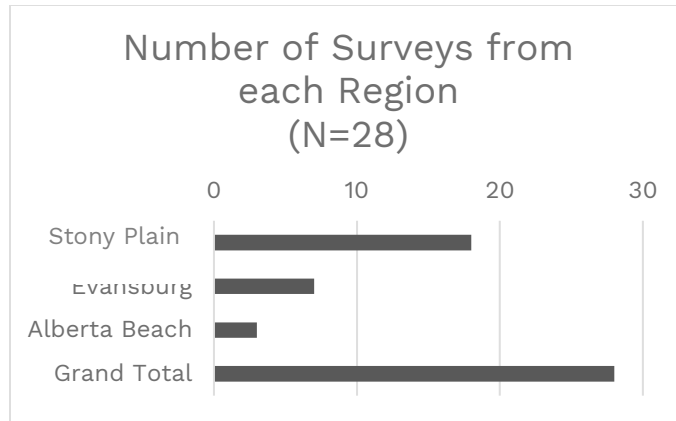 Number of Surveys from
each Region
(N=28)
0 10 20 30
Stony Plain
Evansburg
Alberta Beach
Grand Total